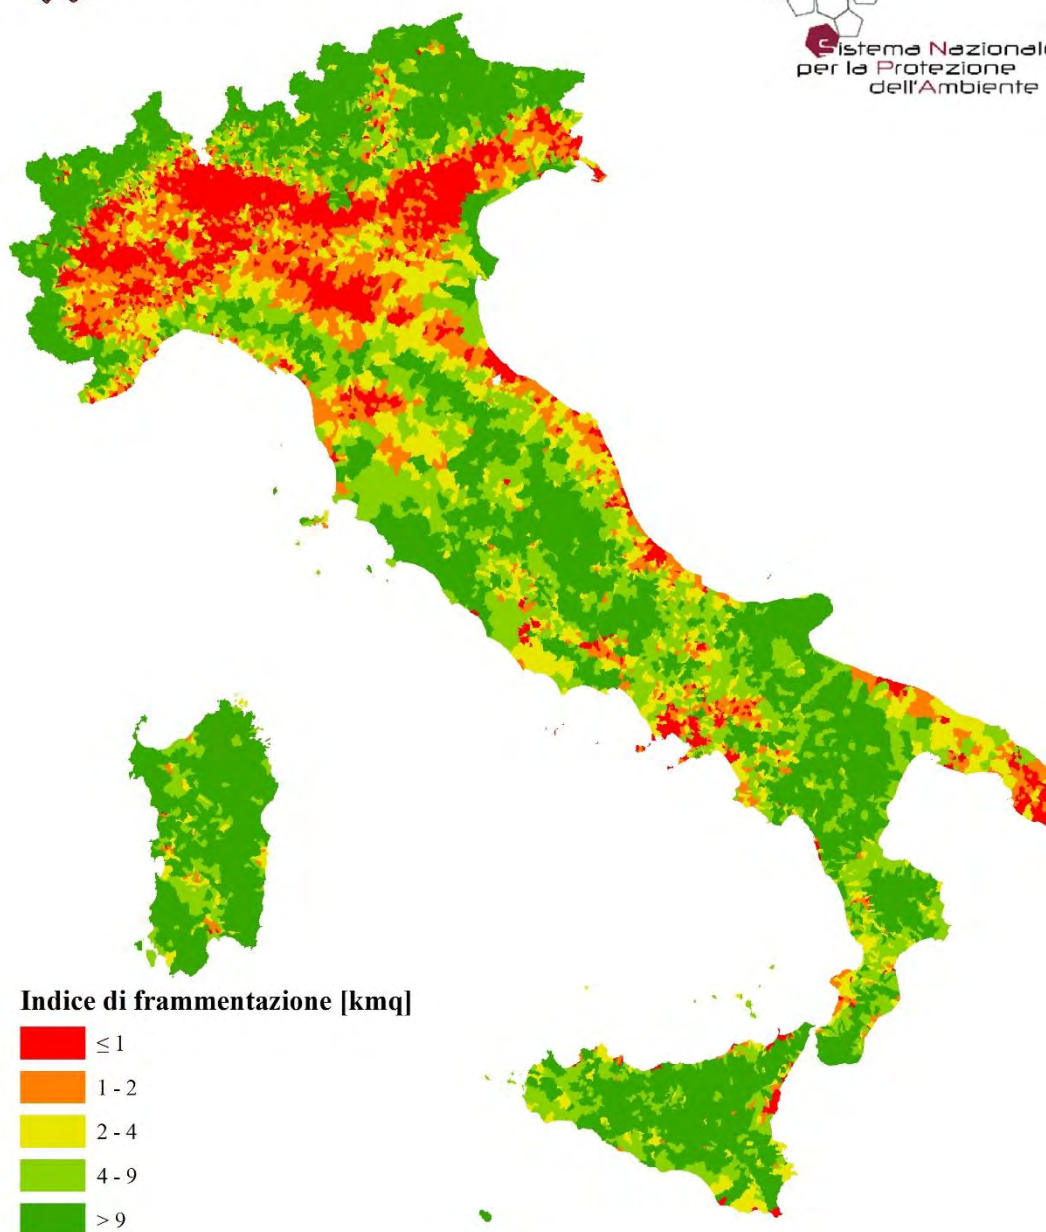 Sistema Nazionale
per la Protezione
dell'Ambiente
Indice di frammentazione [kmq]
≤ 1
1 - 2
2 - 4
4 - 9
> 9